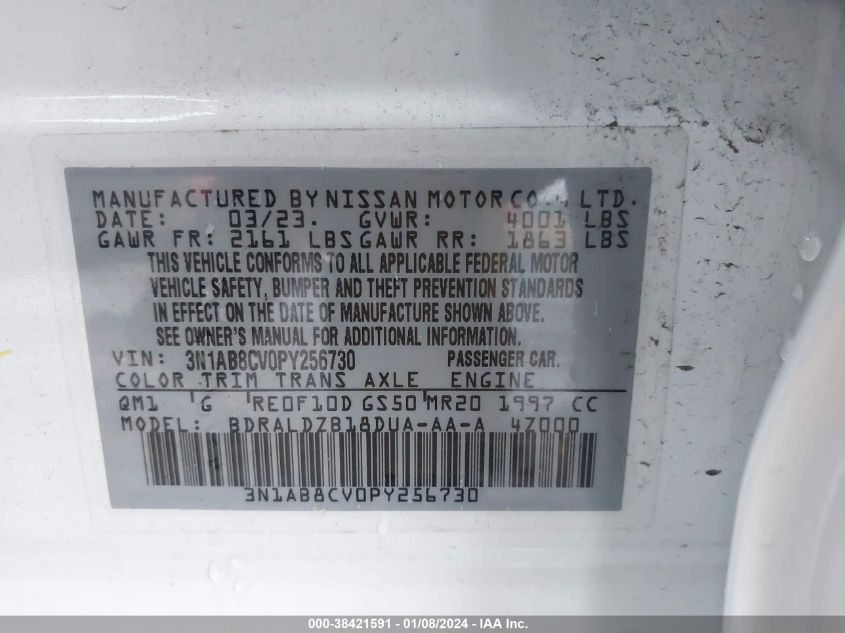 MANUFACTURED BY NISSAN MOTOR CO., LTD.
DATE: 03/23. GVWR: 4001 LBS
GAWR FR: 2161 LBS GAWR RR: 1863 LBS
THIS VEHICLE CONFORMS TO ALL APPLICABLE FEDERAL MOTOR
VEHICLE SAFETY, BUMPER AND THEFT PREVENTION STANDARDS
IN EFFECT ON THE DATE OF MANUFACTURE SHOWN ABOVE.
SEE OWNER'S MANUAL FOR ADDITIONAL INFORMATION.
VIN: 3N1AB8CV0PY256730 PASSENGER CAR.
COLOR TRIM TRANS AXLE ENGINE
QM1 G RE0F10D GS50 MR20 1997 CC
MODEL: BDRALDZB18DUA-AA-A 47000
3N1AB8CV0PY256730
000-38421591 - 01/08/2024 - IAA Inc.